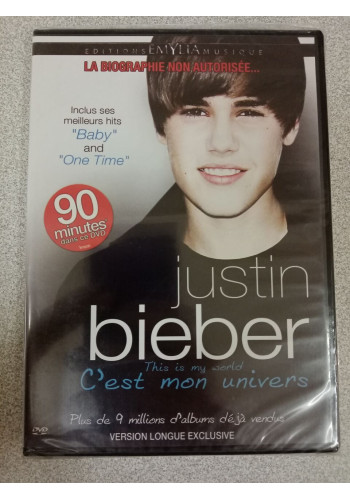 EDITIONS EMYLIA MUSIQUE
LA BIOGRAPHIE NON AUTORISÉE...
Inclus ses
meilleurs hits
"Baby"
and
"One Time"
90
minutes
dans ce DVD
justin
bieber
This is my world
C'est mon univers
Plus de 9 millions d'albums déjà vendus
VERSION LONGUE EXCLUSIVE
DVD